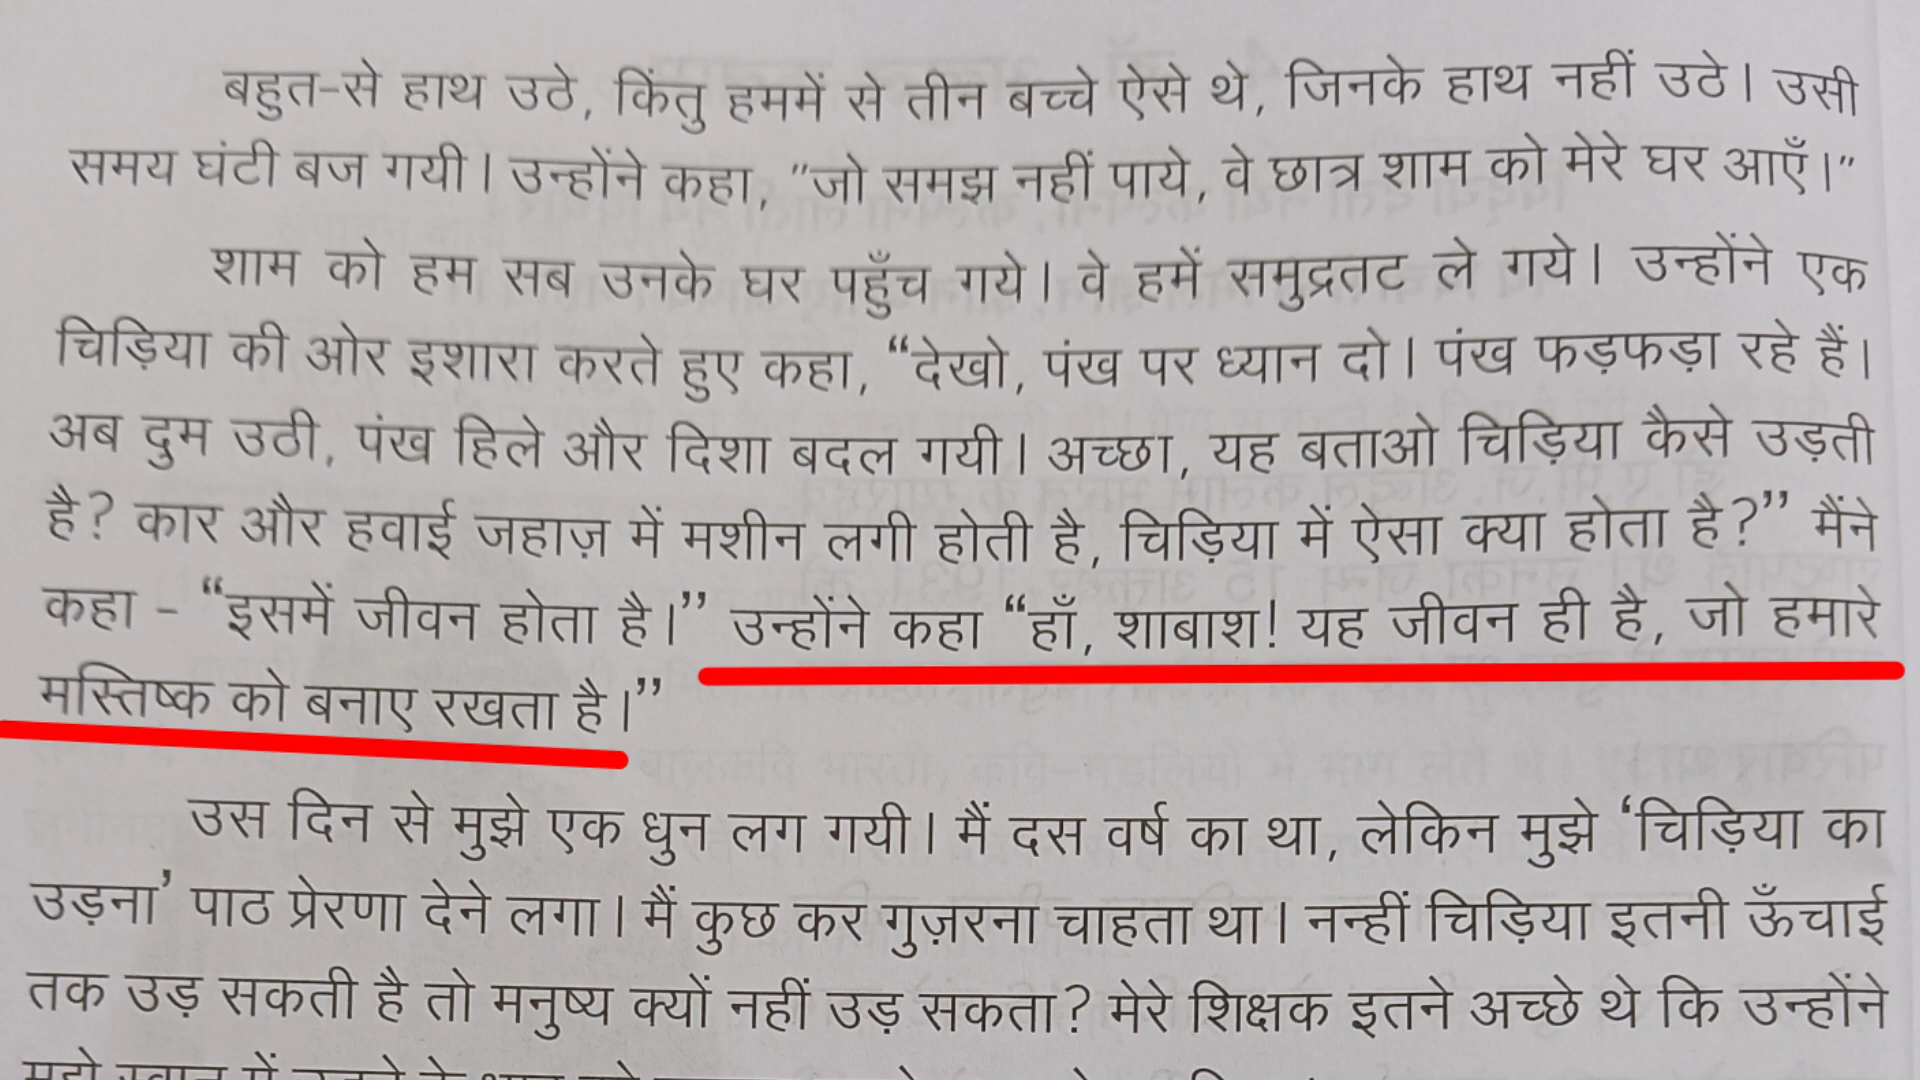 बहुत-से हाथ उठे, किंतु हममें से तीन बच्चे ऐसे थे, जिनके हाथ नहीं उठे। उसी
समय घंटी बज गयी। उन्होंने कहा, "जो समझ नहीं पाये, वे छात्र शाम को मेरे घर आएँ।"
शाम को हम सब उनके घर पहुँच गये। वे हमें समुद्रतट ले गये। उन्होंने एक
चिड़िया की ओर इशारा करते हुए कहा, “देखो, पंख पर ध्यान दो। पंख फड़फड़ा रहे हैं।
अब दुम उठी, पंख हिले और दिशा बदल गयी। अच्छा, यह बताओ चिड़िया कैसे उड़ती
है? कार और हवाई जहाज़ में मशीन लगी होती है, चिड़िया में ऐसा क्या होता है?” मैंने
कहा - “इसमें जीवन होता है।” उन्होंने कहा “हाँ, शाबाश! यह जीवन ही है, जो हमारे
मस्तिष्क को बनाए रखता है।”
उस दिन से मुझे एक धुन लग गयी। मैं दस वर्ष का था, लेकिन मुझे ‘चिड़िया का
उड़ना’ पाठ प्रेरणा देने लगा। मैं कुछ कर गुज़रना चाहता था। नन्हीं चिड़िया इतनी ऊँचाई
तक उड़ सकती है तो मनुष्य क्यों नहीं उड़ सकता? मेरे शिक्षक इतने अच्छे थे कि उन्होंने